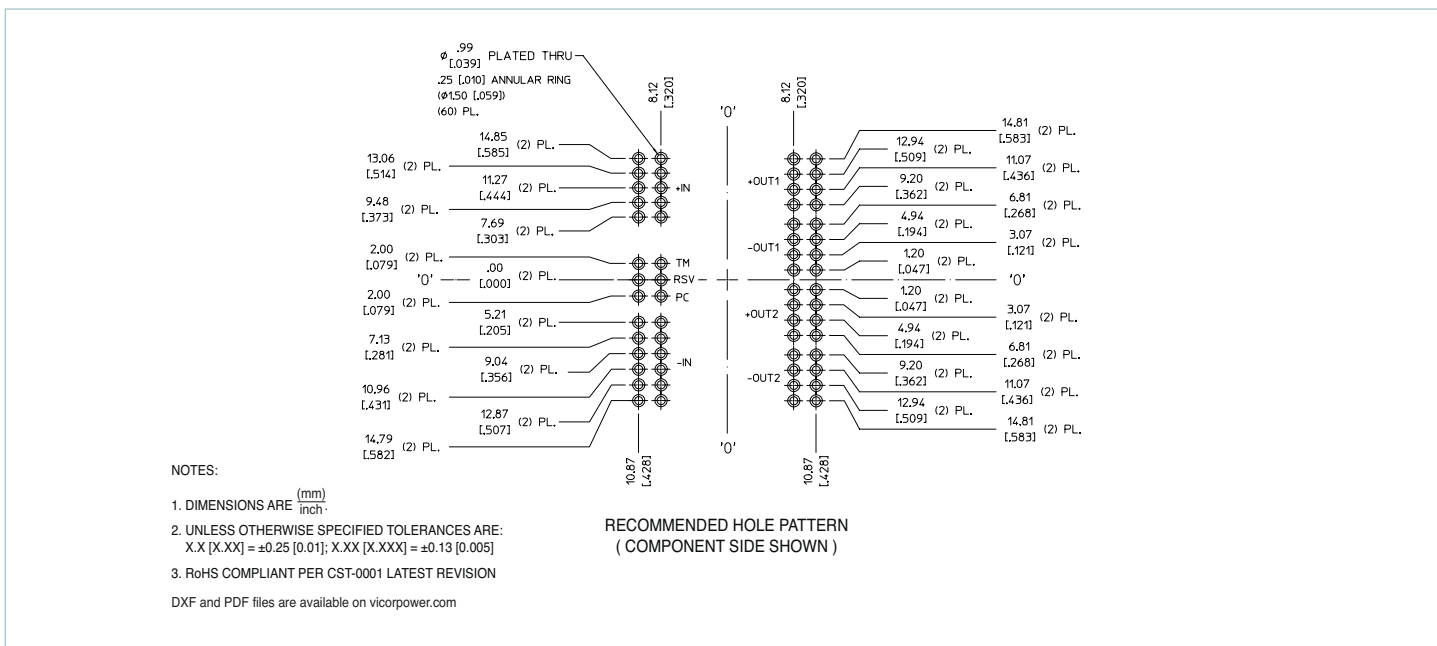 ø .99 [.039] PLATED THRU
.25 [.010] ANNULAR RING
(ø1.50 [.059])
(60) PL.
8.12 [.320]
'0'
8.12 [.320]
14.85 [.585] (2) PL.
13.06 [.514] (2) PL.
11.27 [.444] (2) PL.
9.48 [.373] (2) PL.
7.69 [.303] (2) PL.
2.00 [.079] (2) PL.
'0'
.00 [.000] (2) PL.
2.00 [.079] (2) PL.
5.21 [.205] (2) PL.
7.13 [.281] (2) PL.
9.04 [.356] (2) PL.
10.96 [.431] (2) PL.
12.87 [.507] (2) PL.
14.79 [.582] (2) PL.
+IN
TM
RSV
PC
-IN
+OUT1
-OUT1
+OUT2
-OUT2
14.81 [.583] (2) PL.
12.94 [.509] (2) PL.
11.07 [.436] (2) PL.
9.20 [.362] (2) PL.
6.81 [.268] (2) PL.
4.94 [.194] (2) PL.
3.07 [.121] (2) PL.
1.20 [.047] (2) PL.
'0'
1.20 [.047] (2) PL.
3.07 [.121] (2) PL.
4.94 [.194] (2) PL.
6.81 [.268] (2) PL.
9.20 [.362] (2) PL.
11.07 [.436] (2) PL.
12.94 [.509] (2) PL.
14.81 [.583] (2) PL.
10.87 [.428]
'0'
10.87 [.428]
RECOMMENDED HOLE PATTERN
( COMPONENT SIDE SHOWN )
NOTES:
1. DIMENSIONS ARE (mm)/inch.
2. UNLESS OTHERWISE SPECIFIED TOLERANCES ARE:
X.X [X.XX] = ±0.25 [0.01]; X.XX [X.XXX] = ±0.13 [0.005]
3. RoHS COMPLIANT PER CST-0001 LATEST REVISION
DXF and PDF files are available on vicorpower.com